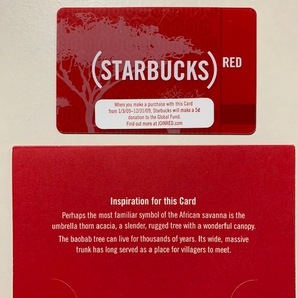 (STARBUCKS) RED
When you make a purchase with this Card
from 1/3/09-12/31/09, Starbucks will make a 5¢
donation to the Global Fund.
Find out more at JOINRED.com
Inspiration for this Card
Perhaps the most familiar symbol of the African savanna is the
umbrella thorn acacia, a slender, rugged tree with a wonderful canopy.
The baobab tree can live for thousands of years. Its wide, massive
trunk has long served as a place for villagers to meet.